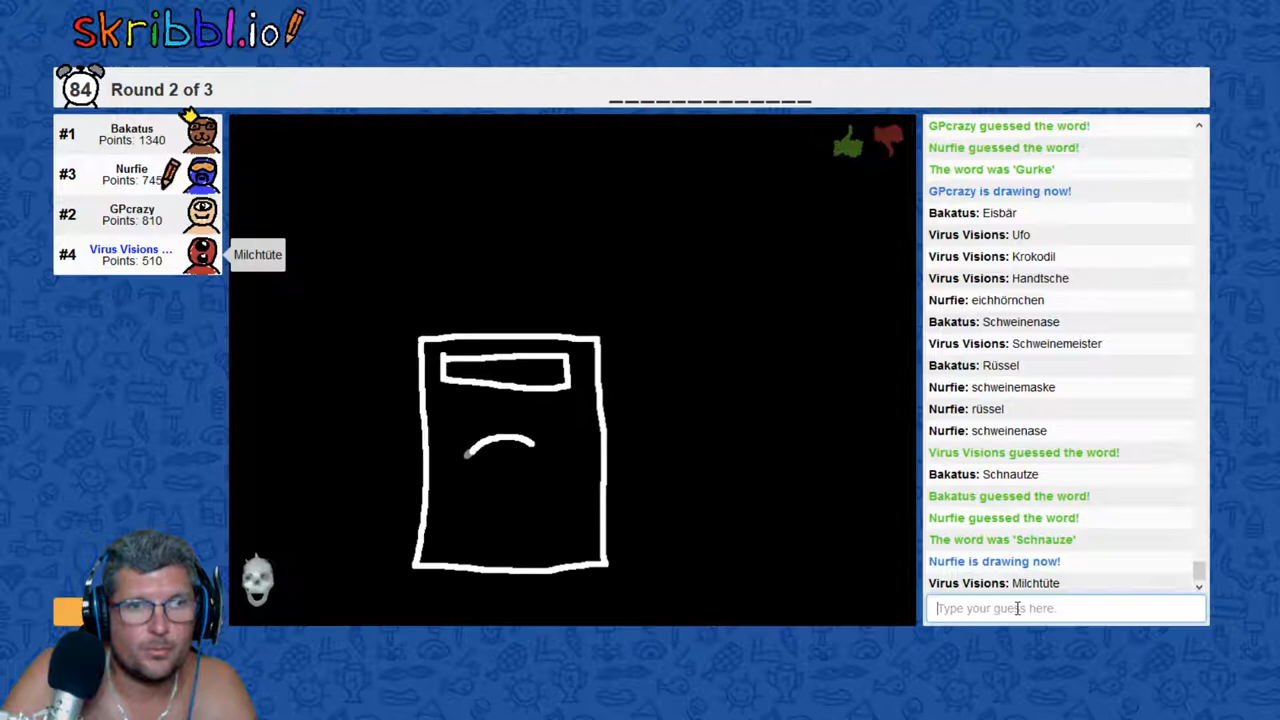 skribbl.io
84
Round 2 of 3
_ _ _ _ _ _ _ _ _ _ _ _ _
#1
Bakatus
Points: 1340
#3
Nurfie
Points: 745
#2
GPcrazy
Points: 810
#4
Virus Visions ...
Points: 510
Milchtüte
GPcrazy guessed the word!
Nurfie guessed the word!
The word was 'Gurke'
GPcrazy is drawing now!
Bakatus: Eisbär
Virus Visions: Ufo
Virus Visions: Krokodil
Virus Visions: Handtsche
Nurfie: eichhörnchen
Bakatus: Schweinenase
Virus Visions: Schweinemeister
Bakatus: Rüssel
Nurfie: schweinemaske
Nurfie: rüssel
Nurfie: schweinenase
Virus Visions guessed the word!
Bakatus: Schnautze
Bakatus guessed the word!
Nurfie guessed the word!
The word was 'Schnauze'
Nurfie is drawing now!
Virus Visions: Milchtüte
Type your guess here.